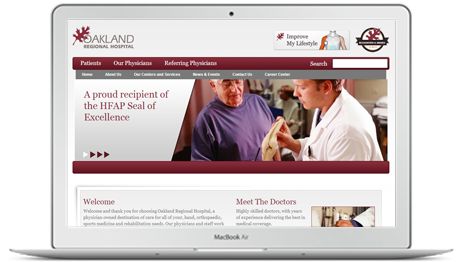 OAKLAND
REGIONAL HOSPITAL
Improve
My Lifestyle
Patients Our Physicians Referring Physicians Search
Home About Us Our Centers and Services News & Events Contact Us Career Center
A proud recipient of
the HFAP Seal of
Excellence
Welcome
Welcome and thank you for choosing Oakland Regional Hospital, a
physician owned destination of care for all of your, hand, orthopaedic,
sports medicine and rehabilitation needs. Our physicians and staff work
Meet The Doctors
Highly skilled doctors, with years
of experience delivering the best in
medical coverage.
MacBook Air